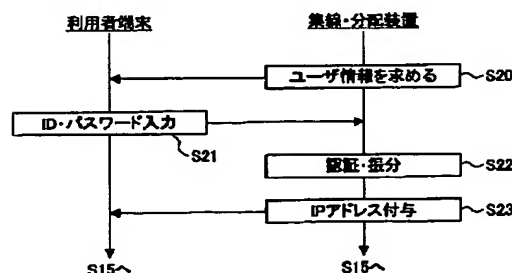 利用者端末
集線・分配装置
ユーザ情報を求める
S20
ID・パスワード入力
S21
認証・振分
S22
IPアドレス付与
S23
S15へ
S15へ